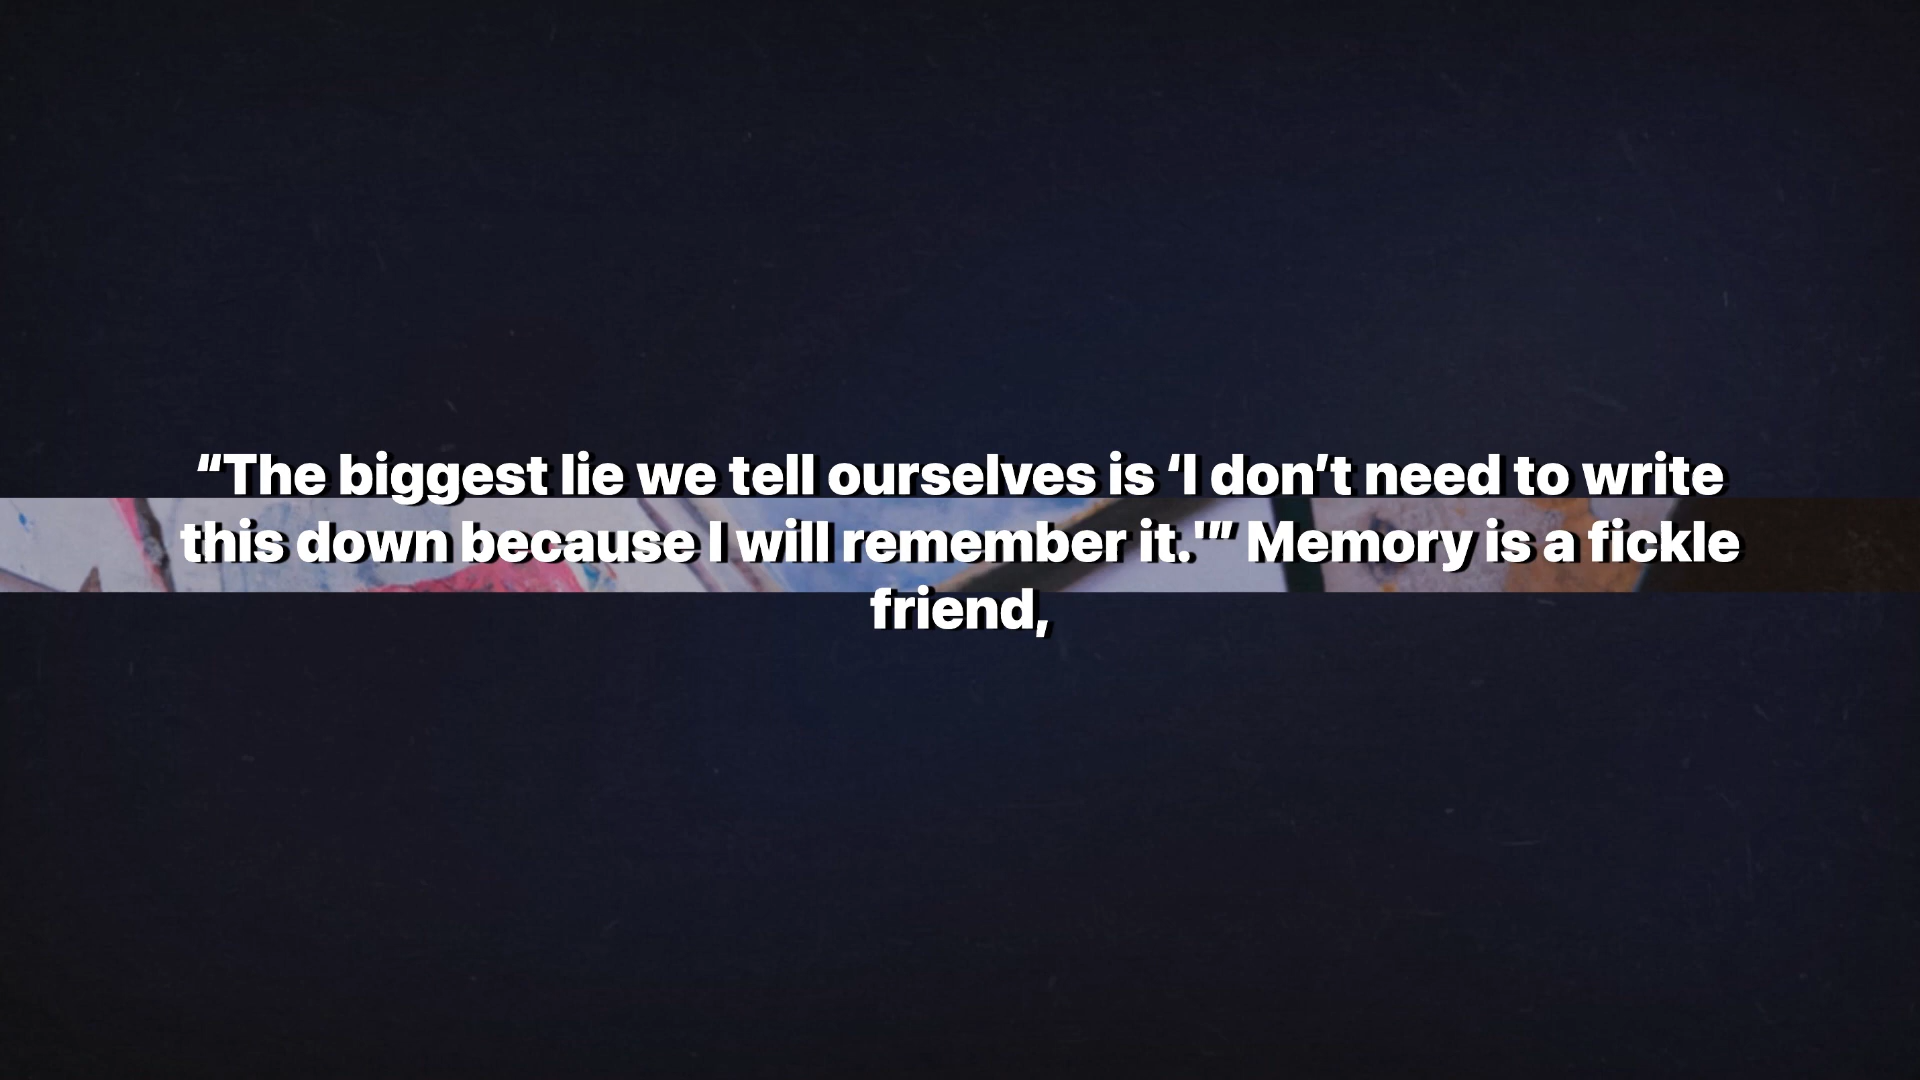 “The biggest lie we tell ourselves is ‘I don’t need to write
this down because I will remember it.'” Memory is a fickle
friend,